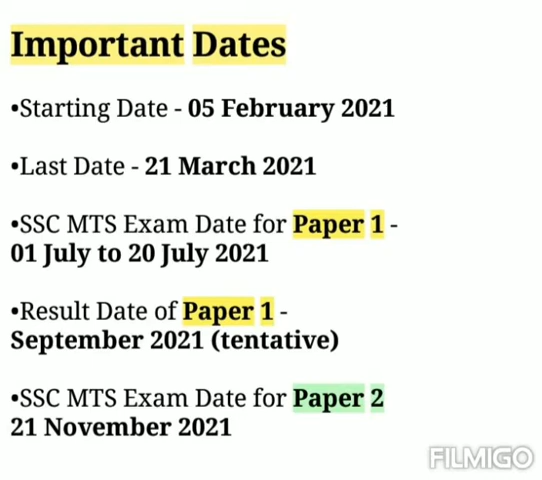 Important Dates
•Starting Date - 05 February 2021
•Last Date - 21 March 2021
•SSC MTS Exam Date for Paper 1 -
01 July to 20 July 2021
•Result Date of Paper 1 -
September 2021 (tentative)
•SSC MTS Exam Date for Paper 2
21 November 2021
FILMIGO